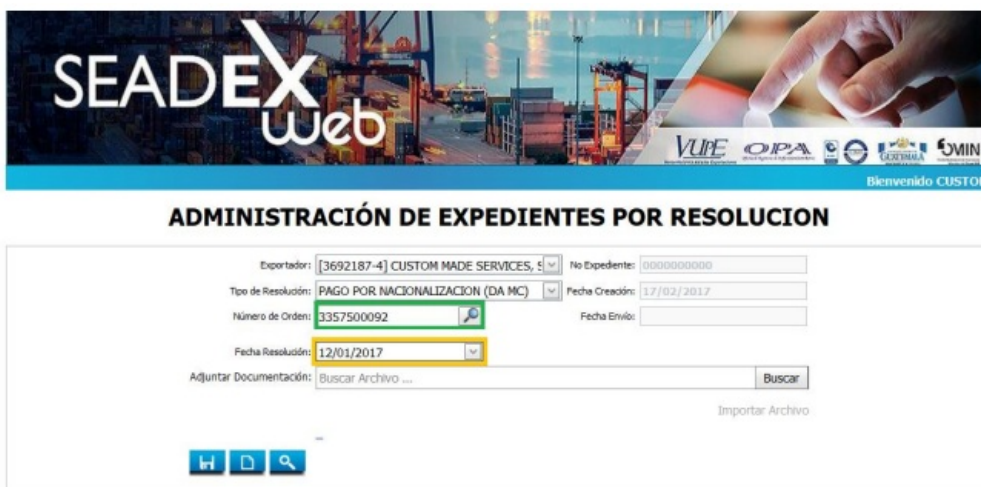 SEADEX
web
VUPE OPA GUATEMALA
Bienvenido CUSTOM
ADMINISTRACIÓN DE EXPEDIENTES POR RESOLUCION
Exportador: [3692187-4] CUSTOM MADE SERVICES, S No Expediente: 0000000000
Tipo de Resolución: PAGO POR NACIONALIZACION (DA MC) Fecha Creación: 17/02/2017
Número de Orden: 3357500092 Fecha Envío:
Fecha Resolución: 12/01/2017
Adjuntar Documentación: Buscar Archivo ... Buscar
Importar Archivo